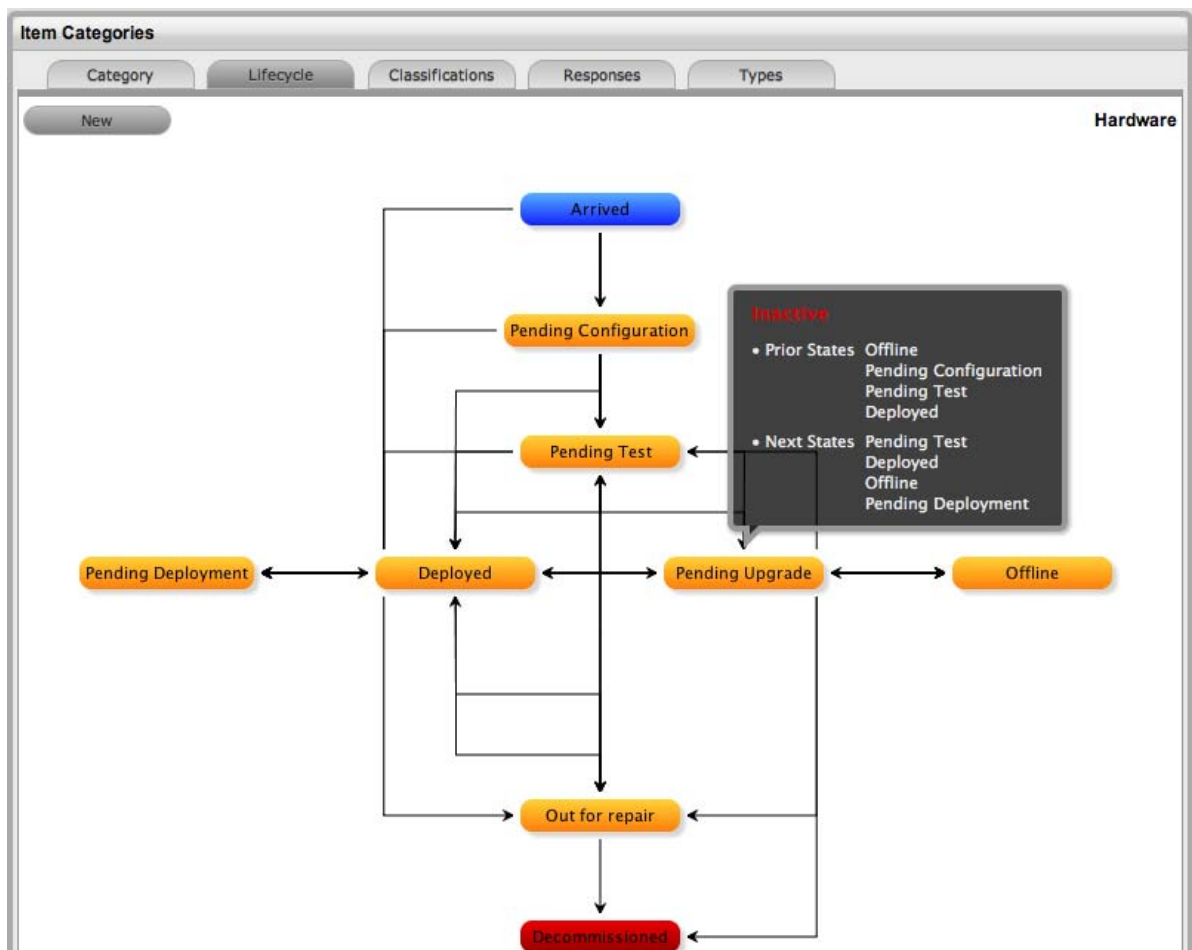 Item Categories
Category Lifecycle Classifications Responses Types
New Hardware
Arrived
Pending Configuration
Inactive
• Prior States Offline
Pending Configuration
Pending Test
Deployed
• Next States Pending Test
Deployed
Offline
Pending Deployment
Pending Test
Pending Deployment Deployed Pending Upgrade Offline
Out for repair
Decommissioned